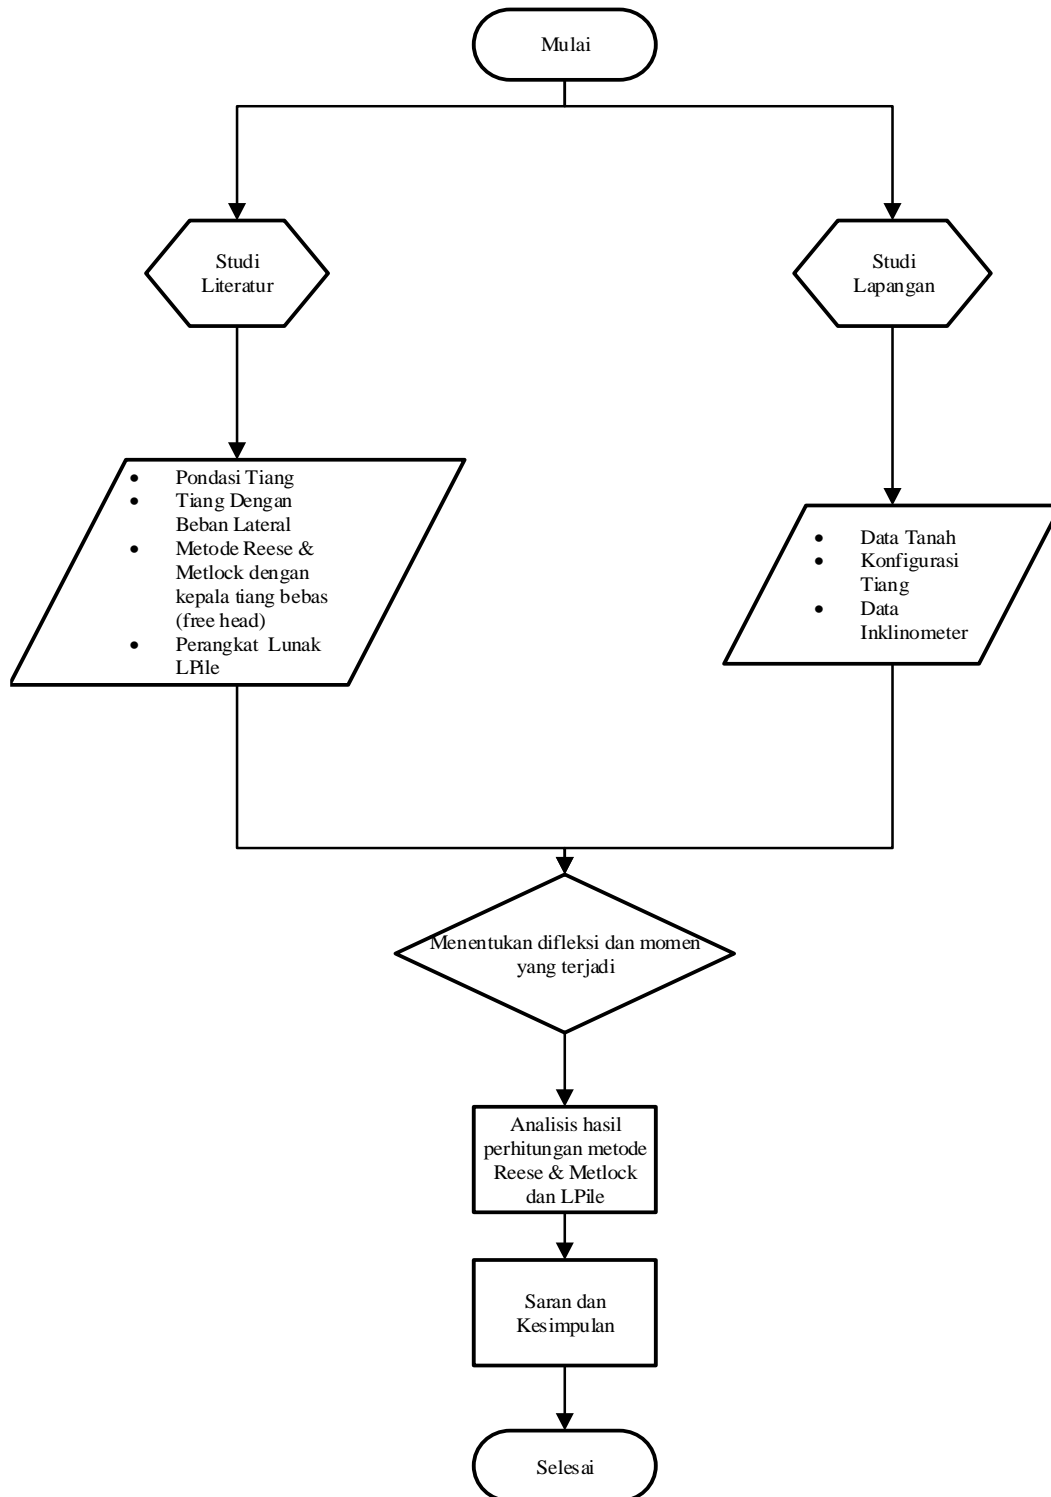 Mulai
Studi
Literatur
Studi
Lapangan
• Pondasi Tiang
• Tiang Dengan
Beban Lateral
• Metode Reese &
Metlock dengan
kepala tiang bebas
(free head)
• Perangkat Lunak
LPile
• Data Tanah
• Konfigurasi
Tiang
• Data
Inklinometer
Menentukan difleksi dan momen
yang terjadi
Analisis hasil
perhitungan metode
Reese & Metlock
dan LPile
Saran dan
Kesimpulan
Selesai